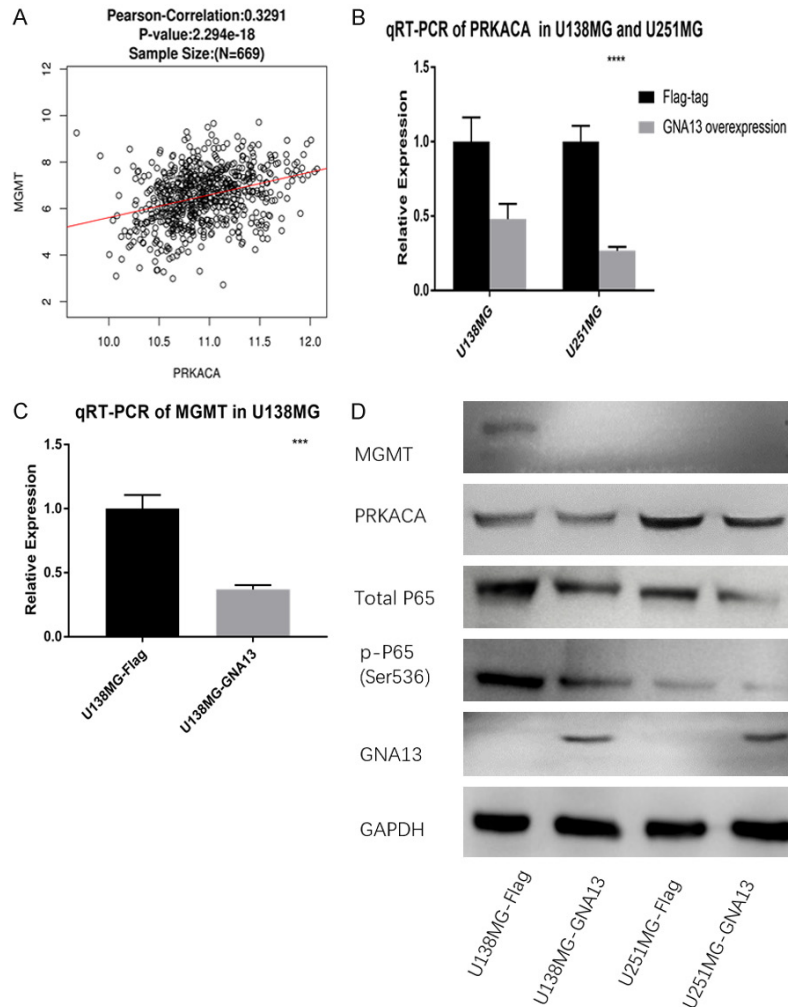 A
Pearson-Correlation:0.3291
P-value:2.294e-18
Sample Size:(N=669)
MGMT
12
10
8
6
4
2
10.0 10.5 11.0 11.5 12.0
PRKACA
B
qRT-PCR of PRKACA in U138MG and U251MG
****
Flag-tag
GNA13 overexpression
Relative Expression
1.5
1.0
0.5
0.0
U138MG
U251MG
C
qRT-PCR of MGMT in U138MG
***
Relative Expression
1.5
1.0
0.5
0.0
U138MG-Flag
U138MG-GNA13
D
MGMT
PRKACA
Total P65
p-P65
(Ser536)
GNA13
GAPDH
U138MG-Flag
U138MG-GNA13
U251MG-Flag
U251MG-GNA13